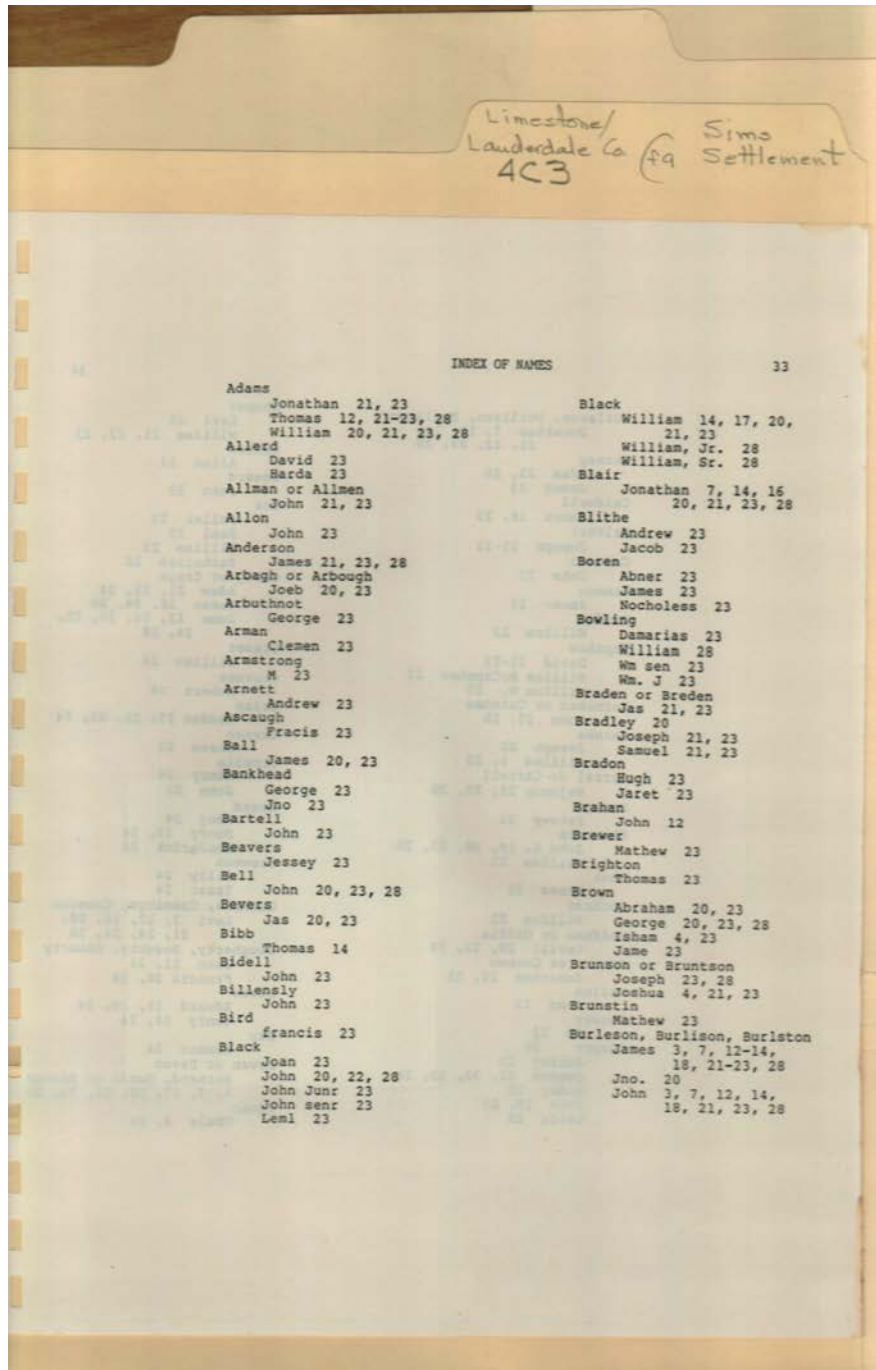 Limestone/
Lauderdale Co
4C3
Sims
Settlement
INDEX OF NAMES 33
Adams
Jonathan 21, 23
Thomas 12, 21-23, 28
William 20, 21, 23, 28
Allerd
David 23
Harda 23
Allman or Allmen
John 21, 23
Allon
John 23
Anderson
James 21, 23, 28
Arbagh or Arbough
Joeb 20, 23
Arbuthnot
George 23
Arman
Clemen 23
Armstrong
M 23
Arnett
Andrew 23
Ascaugh
Fracis 23
Ball
James 20, 23
Bankhead
George 23
Jno 23
Bartell
John 23
Beavers
Jessey 23
Bell
John 20, 23, 28
Bevers
Jas 20, 23
Bibb
Thomas 14
Bidell
John 23
Billensly
John 23
Bird
francis 23
Black
Joan 23
John 20, 22, 28
John Junr 23
John senr 23
Leml 23
Black
William 14, 17, 20,
21, 23
William, Jr. 28
William, Sr. 28
Blair
Jonathan 7, 14, 16
20, 21, 23, 28
Blithe
Andrew 23
Jacob 23
Boren
Abner 23
James 23
Nocholess 23
Bowling
Damarias 23
William 28
Wm sen 23
Wm. J 23
Braden or Breden
Jas 21, 23
Bradley 20
Joseph 21, 23
Samuel 21, 23
Bradon
Hugh 23
Jaret 23
Brahan
John 12
Brewer
Mathew 23
Brighton
Thomas 23
Brown
Abraham 20, 23
George 20, 23, 28
Isham 4, 23
Jame 23
Brunson or Bruntson
Joseph 23, 28
Joshua 4, 21, 23
Brunstin
Mathew 23
Burleson, Burlison, Burlston
James 3, 7, 12-14,
18, 21-23, 28
Jno. 20
John 3, 7, 12, 14,
18, 21, 23, 28